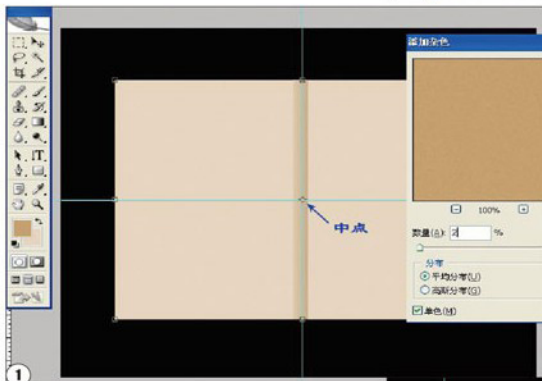 添加杂色
100%
数量(A): 2 %
中点
分布
平均分布(U)
高斯分布(G)
单色(M)
1